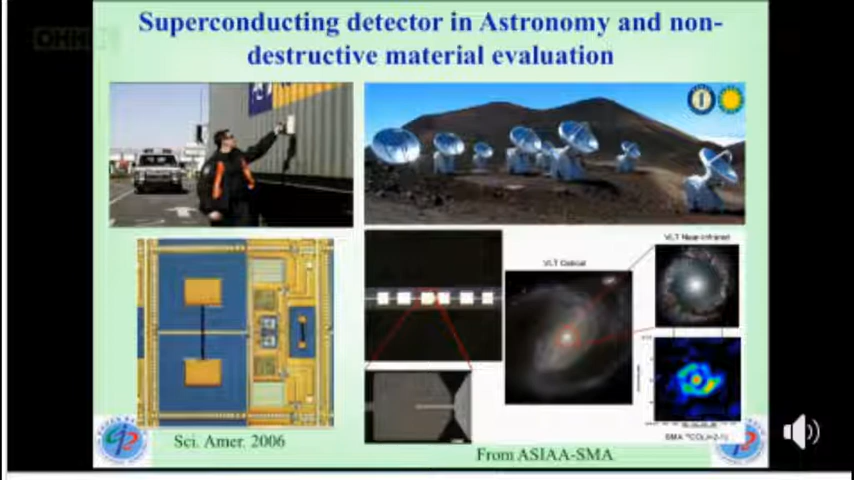 Superconducting detector in Astronomy and non-
destructive material evaluation
VLT Optical
VLT Near-infrared
Sci. Amer. 2006
From ASIAA-SMA